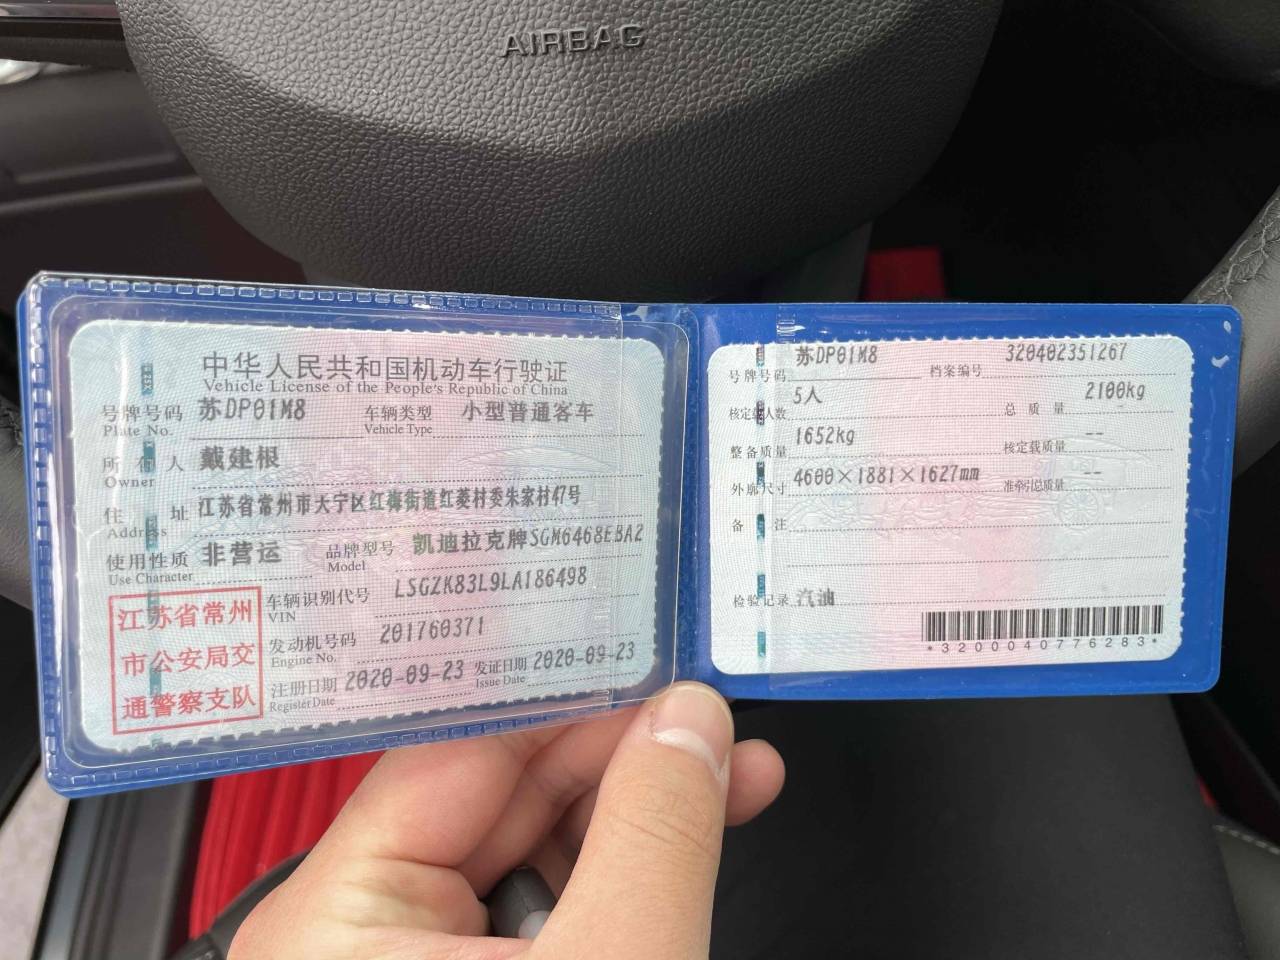 AIRBAG
中华人民共和国机动车行驶证
Vehicle License of the People's Republic of China
号牌号码 苏DP01M8 车辆类型 小型普通客车
Plate No. Vehicle Type
所有人 戴建根
Owner
住址 江苏省常州市天宁区红梅街道红菱村委朱家村47号
Address
使用性质 非营运 品牌型号 凯迪拉克牌SGM6468EBA2
Use Character Model
江苏省常州
市公安局交
通警察支队
车辆识别代号 LSGZK83L9LA186498
VIN
发动机号码 201760371
Engine No.
注册日期 2020-09-23 发证日期 2020-09-23
Register Date Issue Date
号牌号码 苏DP01M8 档案编号 320402351267
核定载人数 5人 总质量 2100kg
整备质量 1652kg 核定载质量 --
外廓尺寸 4600×1881×1627mm 准牵引总质量 --
备注
检验记录 汽油
*3200040776283*